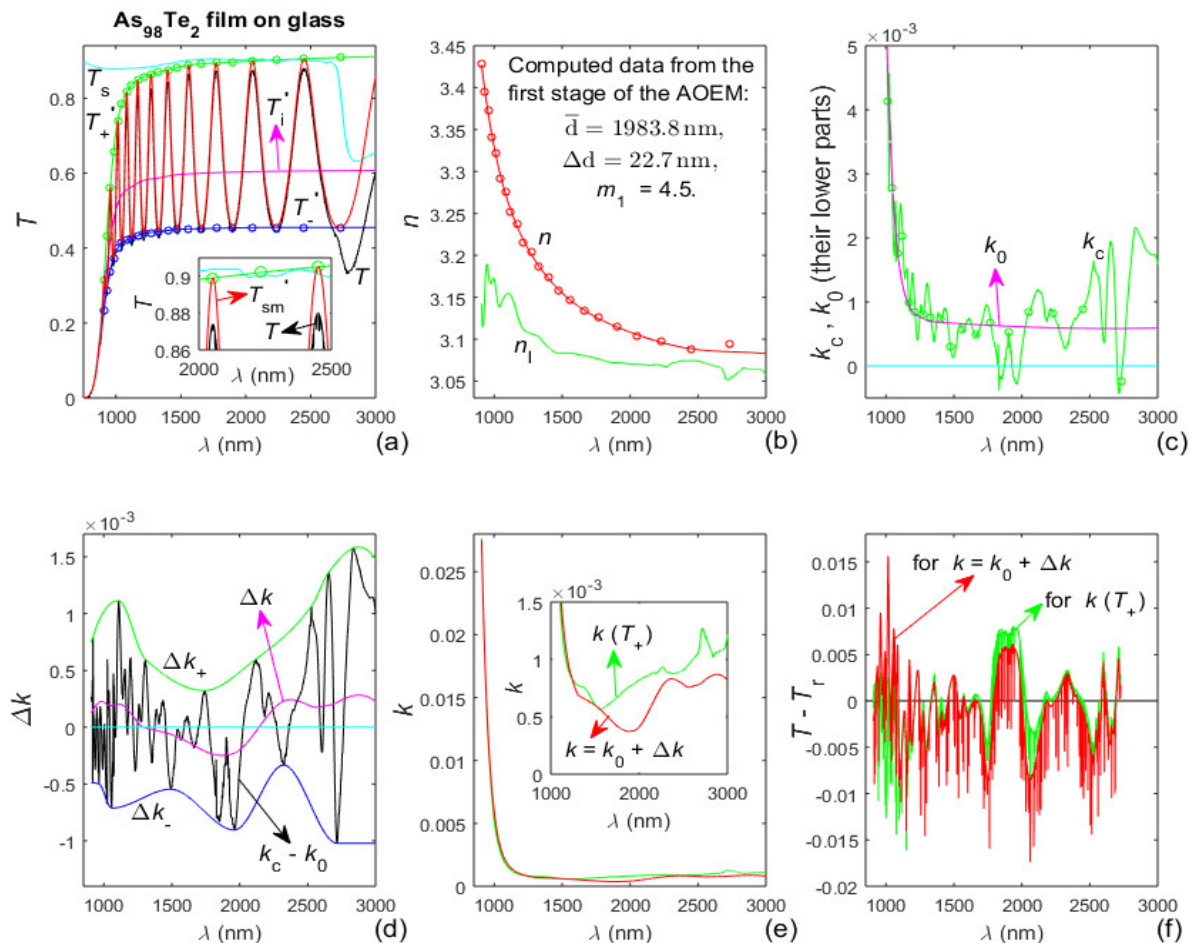 As98Te2 film on glass
T
0.8
0.6
0.4
0.2
0
1000 1500 2000 2500 3000
λ (nm)
(a)
Ts
T+'
Ti'
T-'
T
0.9
0.88
0.86
T
Tsm'
T
2000 2500
λ (nm)
n
3.45
3.4
3.35
3.3
3.25
3.2
3.15
3.1
3.05
1000 1500 2000 2500 3000
λ (nm)
(b)
Computed data from the
first stage of the AOEM:
d̄ = 1983.8 nm,
Δd = 22.7 nm,
m1 = 4.5.
n
nI
× 10-3
kc , k0 (their lower parts)
5
4
3
2
1
0
1000 1500 2000 2500 3000
λ (nm)
(c)
k0
kc
× 10-3
Δk
1.5
1
0.5
0
-0.5
-1
1000 1500 2000 2500 3000
λ (nm)
(d)
Δk
Δk+
Δk-
kc - k0
k
0.03
0.025
0.02
0.015
0.01
0.005
0
1000 1500 2000 2500 3000
λ (nm)
(e)
× 10-3
k
1.5
1
0.5
0
1000 2000 3000
λ (nm)
k (T+)
k = k0 + Δk
T - Tr
0.015
0.01
0.005
0
-0.005
-0.01
-0.015
-0.02
1000 1500 2000 2500 3000
λ (nm)
(f)
for k = k0 + Δk
for k (T+)